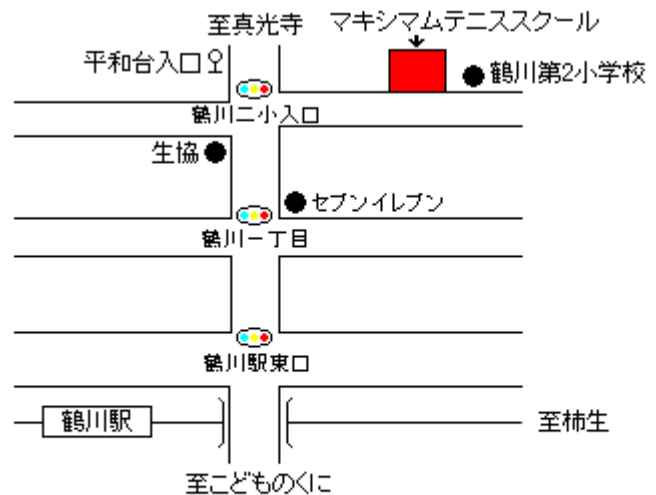 至真光寺
マキシマムテニススクール
平和台入口
鶴川第2小学校
鶴川二小入口
生協
セブンイレブン
鶴川一丁目
鶴川駅東口
鶴川駅
至柿生
至こどものくに